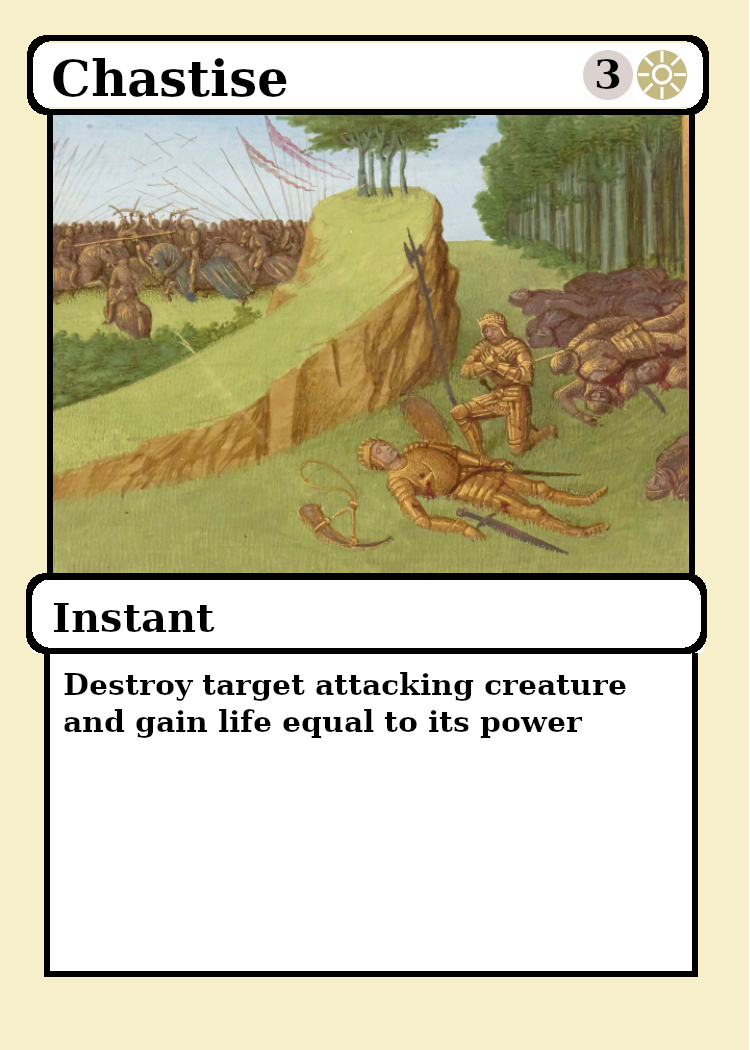 Chastise 3
Instant
Destroy target attacking creature
and gain life equal to its power